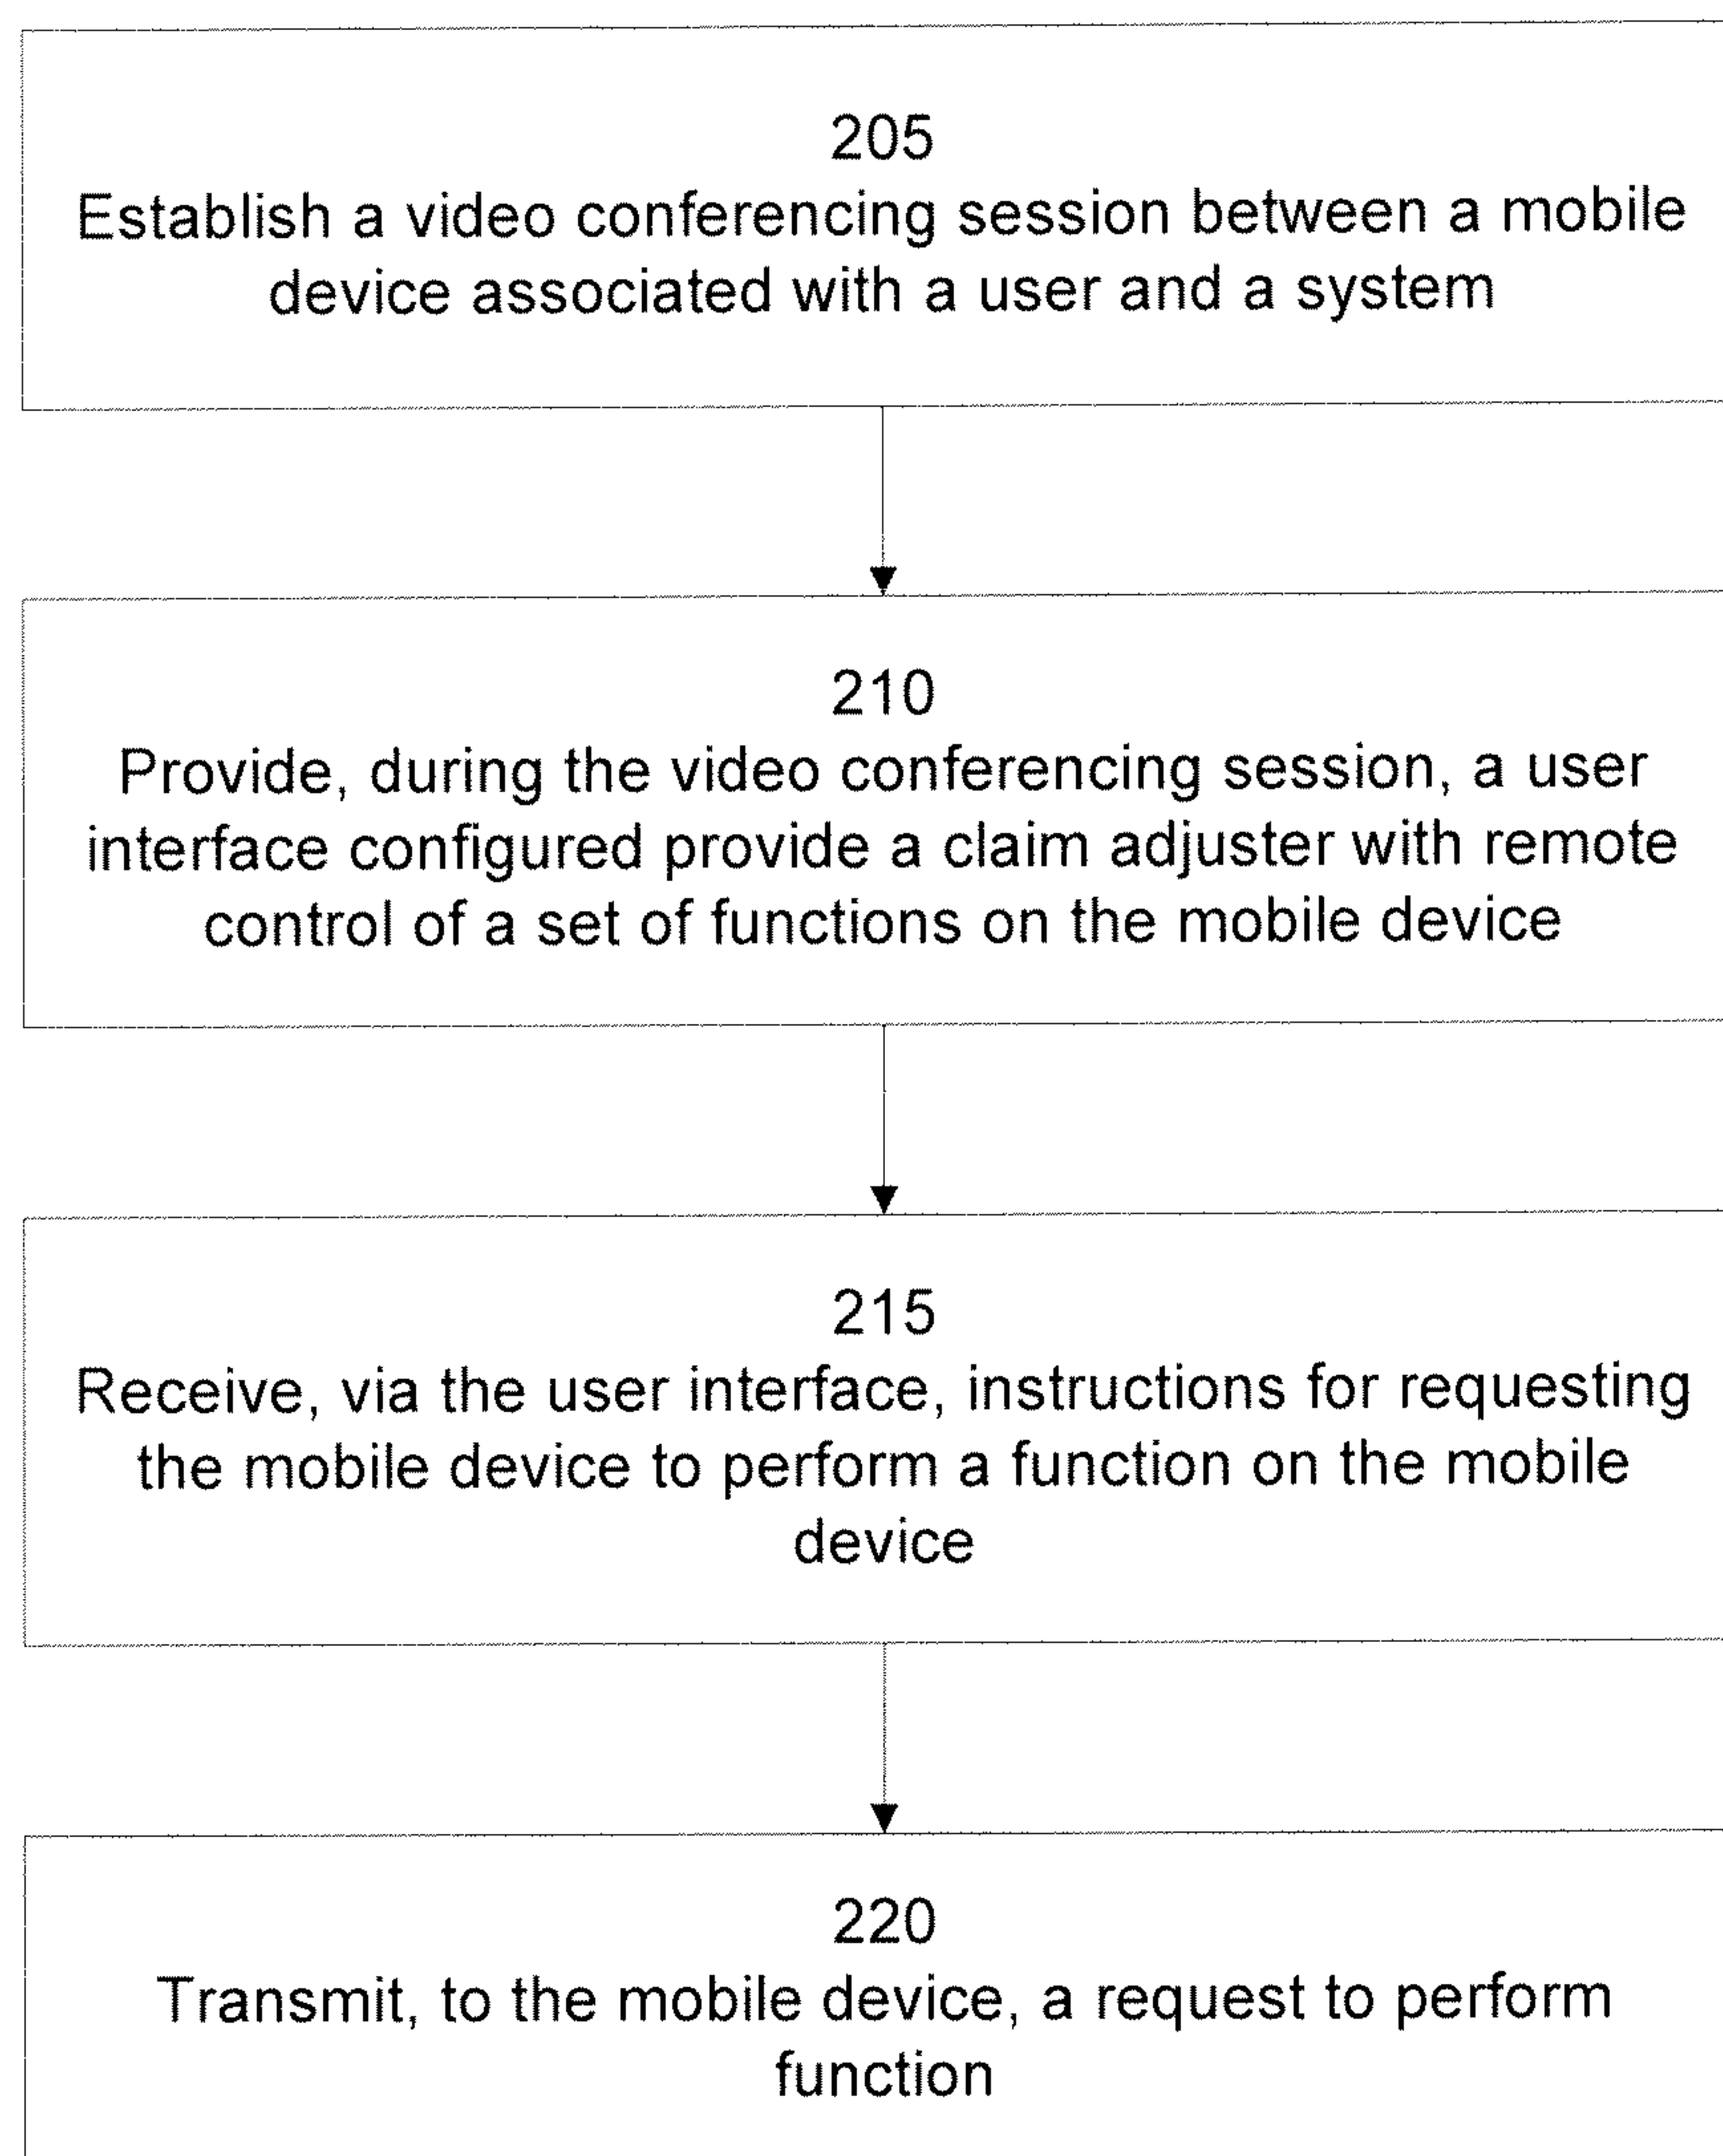 205
Establish a video conferencing session between a mobile
device associated with a user and a system
210
Provide, during the video conferencing session, a user
interface configured provide a claim adjuster with remote
control of a set of functions on the mobile device
215
Receive, via the user interface, instructions for requesting
the mobile device to perform a function on the mobile
device
220
Transmit, to the mobile device, a request to perform
function